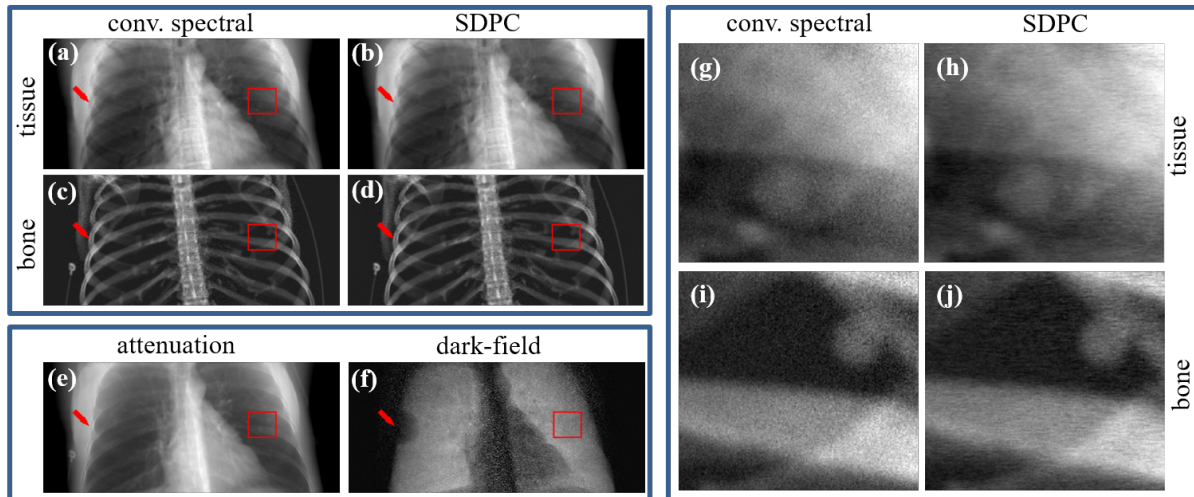 conv. spectral SDPC
(a) (b)
tissue
(c) (d)
bone
attenuation dark-field
(e) (f)
conv. spectral SDPC
(g) (h)
tissue
(i) (j)
bone